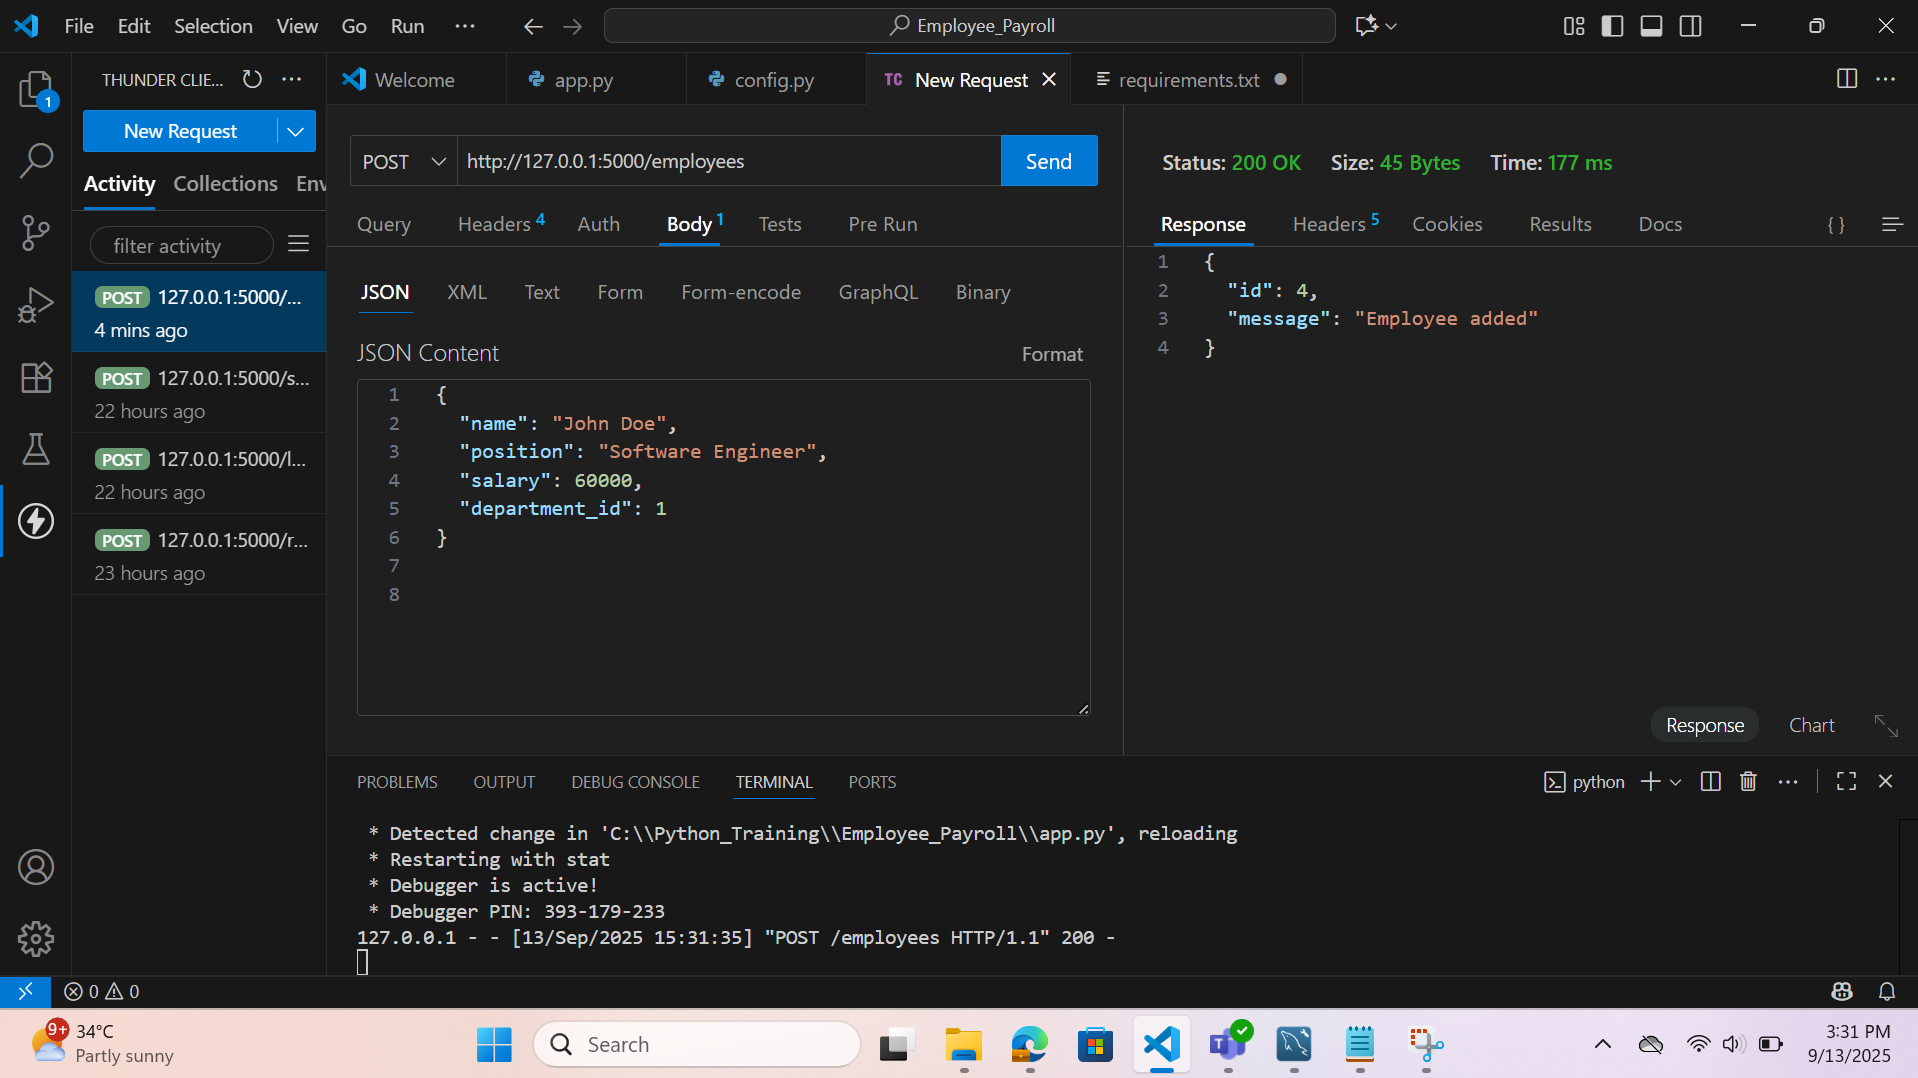 File Edit Selection View Go Run ···
Employee_Payroll
THUNDER CLIE... ···
Welcome
app.py
config.py
TC New Request
requirements.txt
New Request
Activity Collections Env
filter activity
POST 127.0.0.1:5000/...
4 mins ago
POST 127.0.0.1:5000/s...
22 hours ago
POST 127.0.0.1:5000/l...
22 hours ago
POST 127.0.0.1:5000/r...
23 hours ago
1
POST http://127.0.0.1:5000/employees Send
Query Headers 4 Auth Body 1 Tests Pre Run
JSON XML Text Form Form-encode GraphQL Binary
JSON Content Format
1 {
2 "name": "John Doe",
3 "position": "Software Engineer",
4 "salary": 60000,
5 "department_id": 1
6 }
7
8
Status: 200 OK Size: 45 Bytes Time: 177 ms
Response Headers 5 Cookies Results Docs { }
1 {
2 "id": 4,
3 "message": "Employee added"
4 }
Response Chart
PROBLEMS OUTPUT DEBUG CONSOLE TERMINAL PORTS
python
* Detected change in 'C:\\Python_Training\\Employee_Payroll\\app.py', reloading
* Restarting with stat
* Debugger is active!
* Debugger PIN: 393-179-233
127.0.0.1 - - [13/Sep/2025 15:31:35] "POST /employees HTTP/1.1" 200 -
0 0
9+
34°C
Partly sunny
Search
T
3:31 PM
9/13/2025